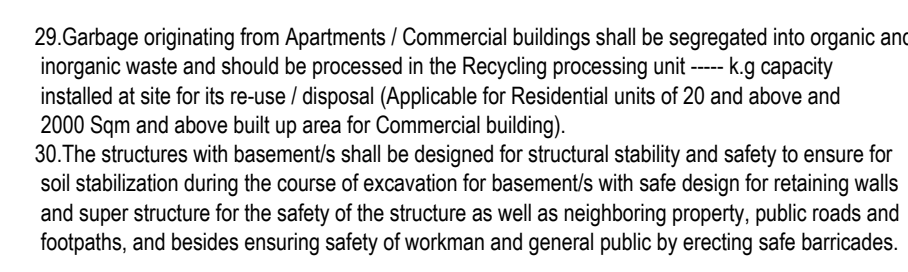 29.Garbage originating from Apartments / Commercial buildings shall be segregated into organic and
inorganic waste and should be processed in the Recycling processing unit ----- k.g capacity
installed at site for its re-use / disposal (Applicable for Residential units of 20 and above and
2000 Sqm and above built up area for Commercial building).
30.The structures with basement/s shall be designed for structural stability and safety to ensure for
soil stabilization during the course of excavation for basement/s with safe design for retaining walls
and super structure for the safety of the structure as well as neighboring property, public roads and
footpaths, and besides ensuring safety of workman and general public by erecting safe barricades.